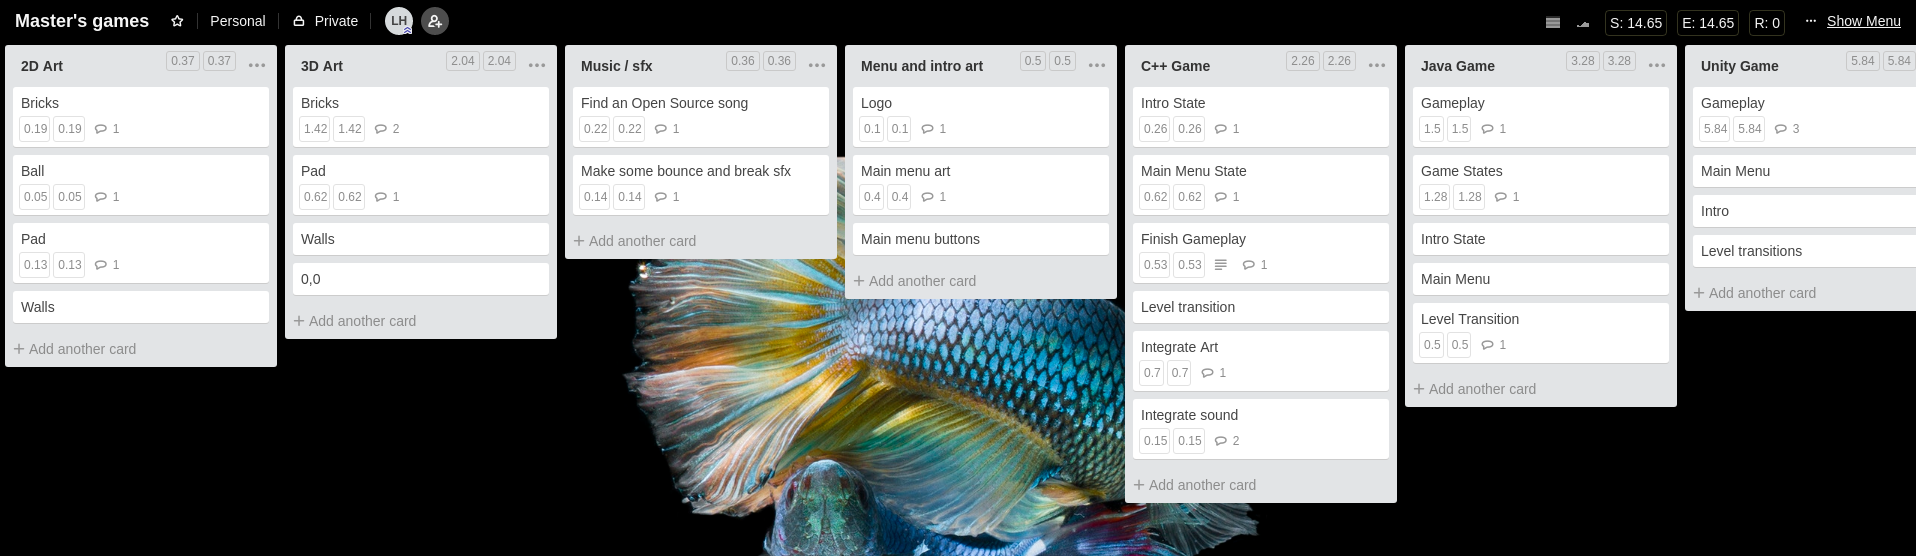 Master's games
Personal
Private
LH
S: 14.65
E: 14.65
R: 0
Show Menu
2D Art
0.37 0.37
Bricks
0.19 0.19 1
Ball
0.05 0.05 1
Pad
0.13 0.13 1
Walls
Add another card
3D Art
2.04 2.04
Bricks
1.42 1.42 2
Pad
0.62 0.62 1
Walls
0,0
Add another card
Music / sfx
0.36 0.36
Find an Open Source song
0.22 0.22 1
Make some bounce and break sfx
0.14 0.14 1
Add another card
Menu and intro art
0.5 0.5
Logo
0.1 0.1 1
Main menu art
0.4 0.4 1
Main menu buttons
Add another card
C++ Game
2.26 2.26
Intro State
0.26 0.26 1
Main Menu State
0.62 0.62 1
Finish Gameplay
0.53 0.53 1
Level transition
Integrate Art
0.7 0.7 1
Integrate sound
0.15 0.15 2
Add another card
Java Game
3.28 3.28
Gameplay
1.5 1.5 1
Game States
1.28 1.28 1
Intro State
Main Menu
Level Transition
0.5 0.5 1
Add another card
Unity Game
5.84 5.84
Gameplay
5.84 5.84 3
Main Menu
Intro
Level transitions
Add another card